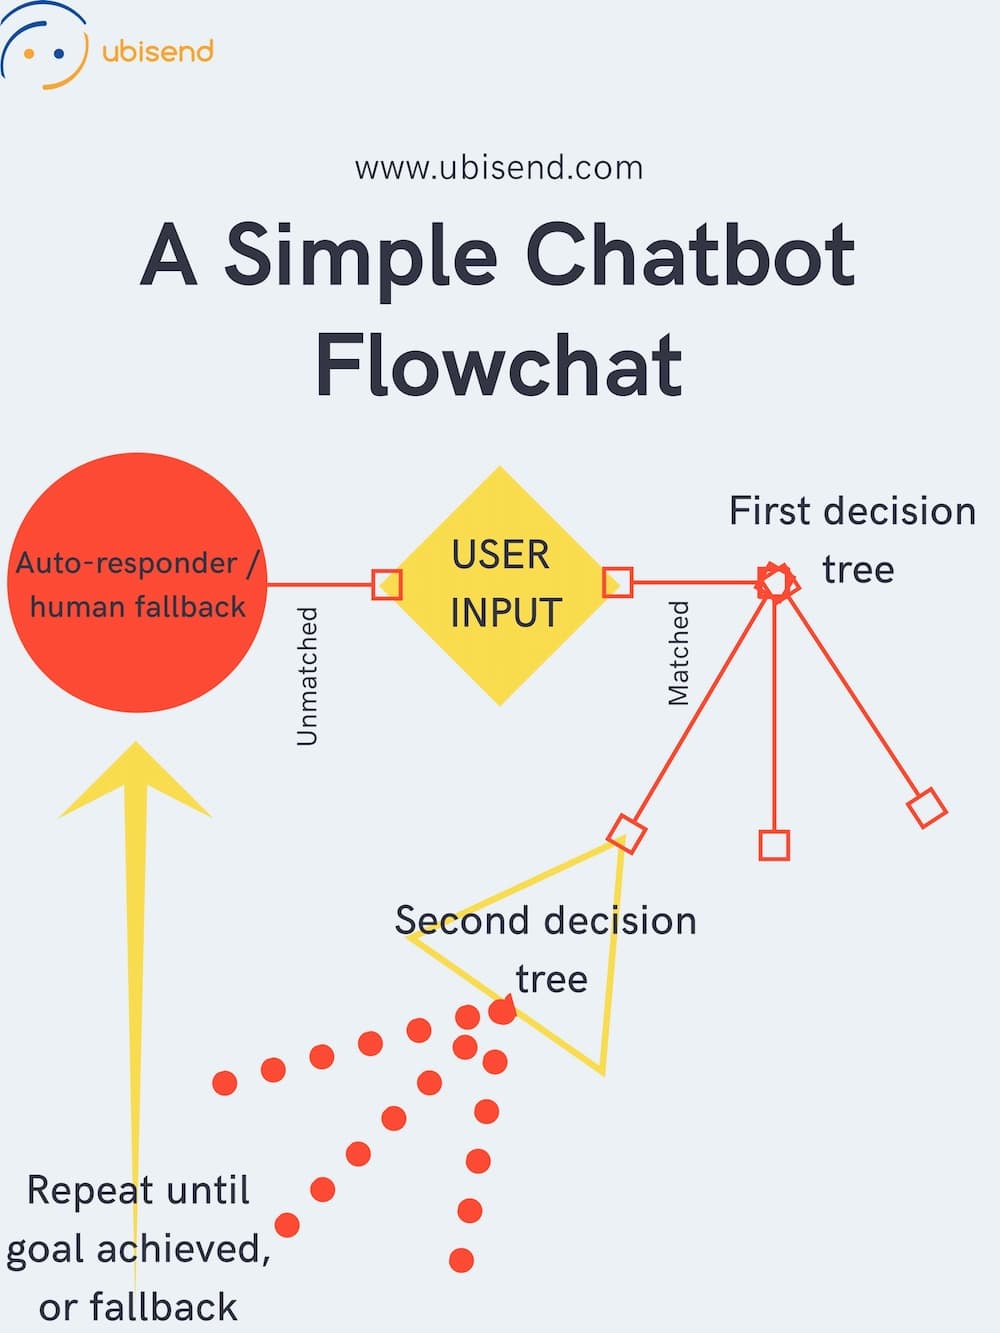 ubisend
www.ubisend.com
A Simple Chatbot
Flowchat
Auto-responder /
human fallback
Unmatched
USER
INPUT
Matched
First decision
tree
Second decision
tree
Repeat until
goal achieved,
or fallback